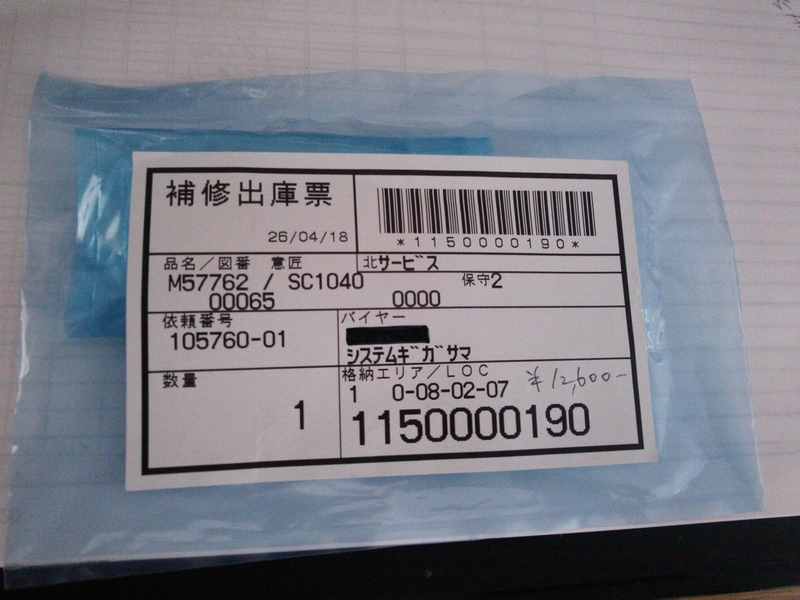 補修出庫票
26/04/18
*1150000190*
品名/図番 意匠
北サービス
M57762 / SC1040
保守2
00065
0000
依頼番号
105760-01
バイヤー
システムギガサマ
数量
1
格納エリア/LOC
1 0-08-02-07
¥12,600-
1150000190